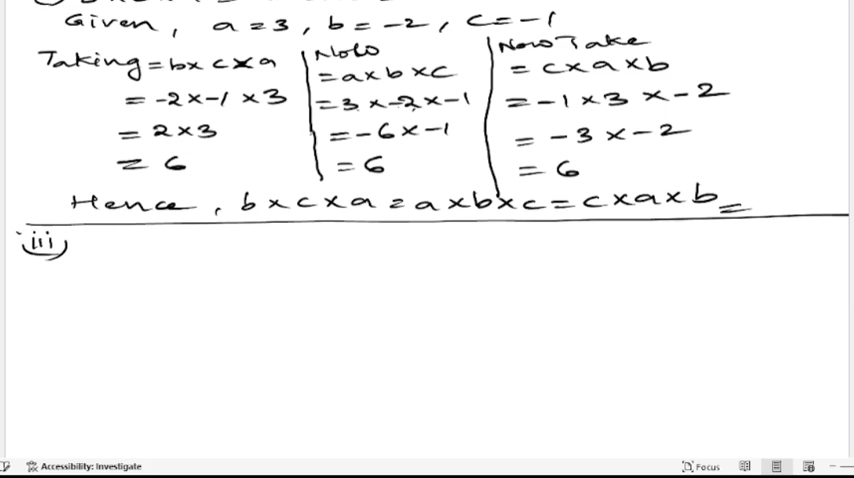 Given, a = 3, b = -2, c = -1
Taking = b x c x a
= -2 x -1 x 3
= 2 x 3
= 6
Now
= a x b x c
= 3 x -2 x -1
= -6 x -1
= 6
Now Take
= c x a x b
= -1 x 3 x -2
= -3 x -2
= 6
Hence, b x c x a = a x b x c = c x a x b
iii)
Accessibility: Investigate
Focus